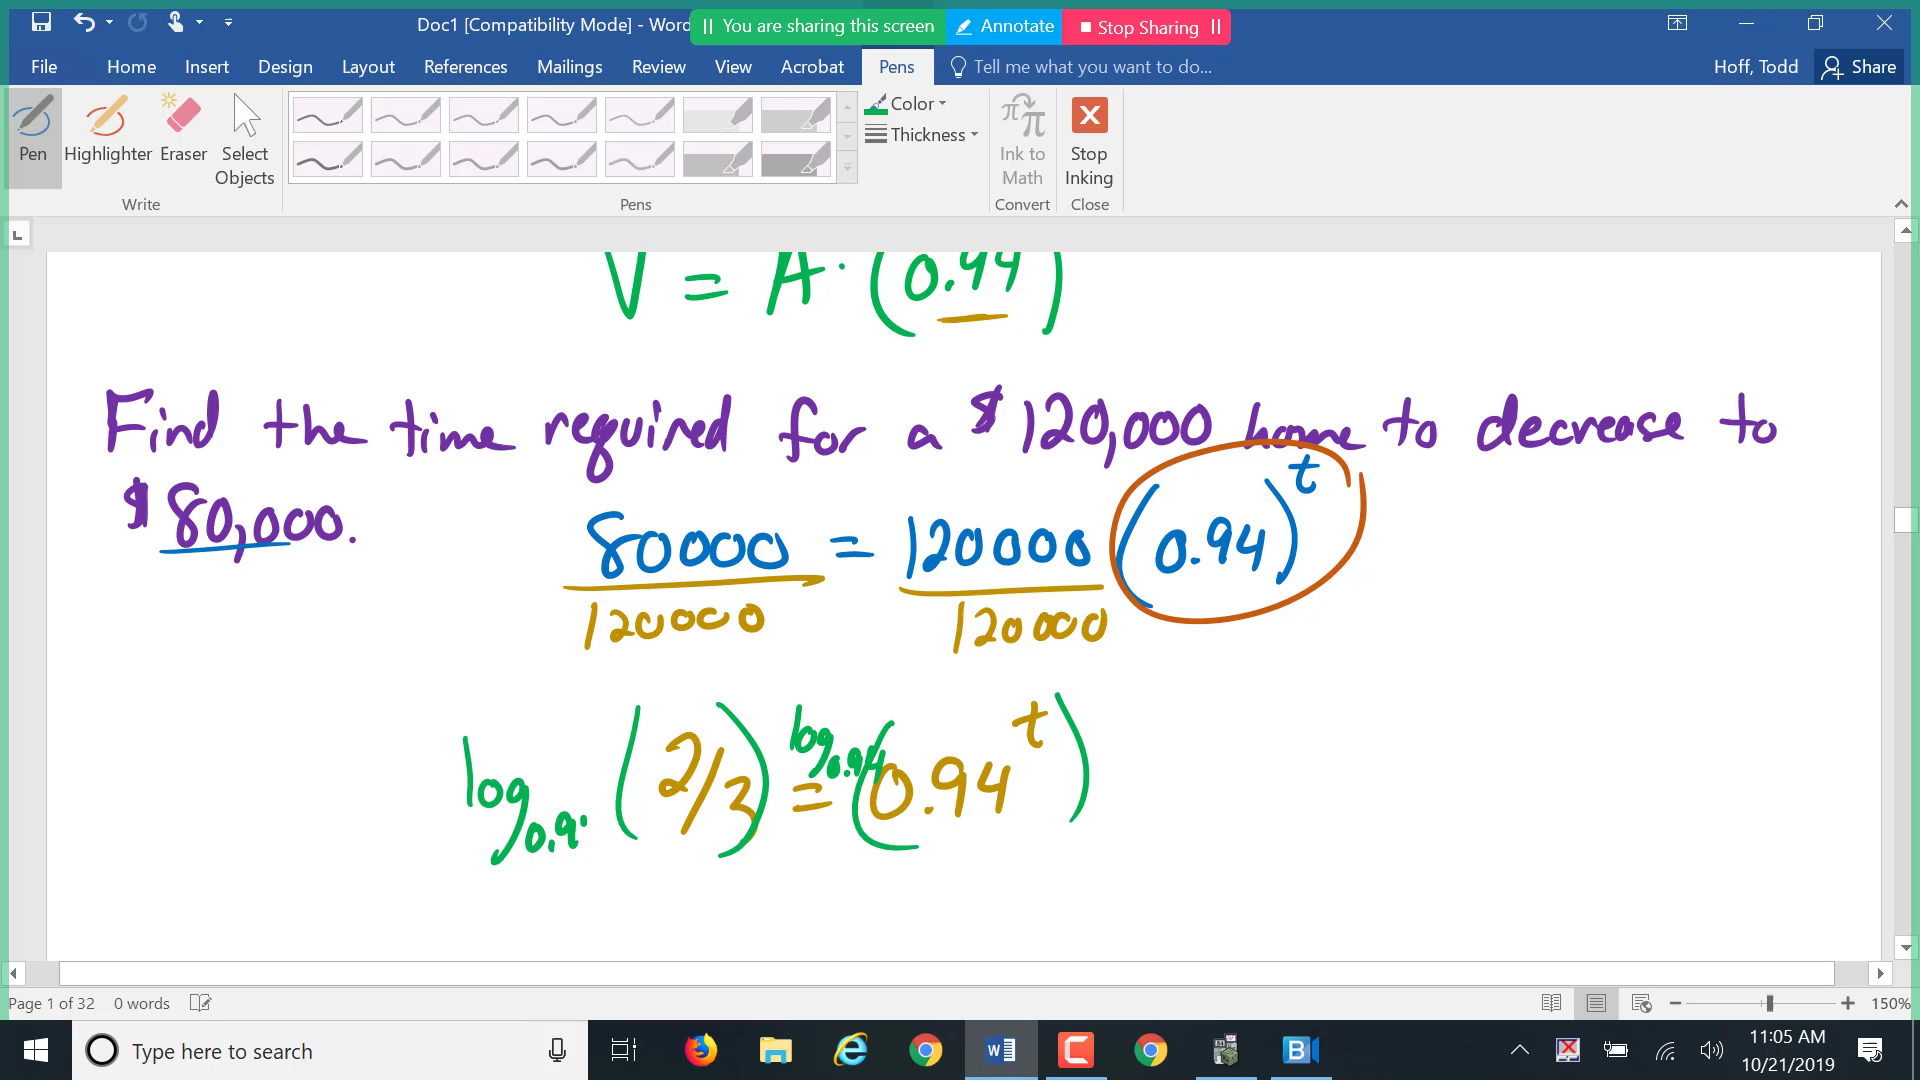 Doc1 [Compatibility Mode] - Word
You are sharing this screen
Annotate
Stop Sharing
File Home Insert Design Layout References Mailings Review View Acrobat Pens Tell me what you want to do... Hoff, Todd Share
Pen Highlighter Eraser Select Objects
Color
Thickness
Ink to Math
Stop Inking
Write Pens Convert Close
V = A · (0.94)
Find the time required for a $120,000 home to decrease to
$80,000.
80000 = 120000 (0.94)^t
120000 120000
log_0.9 (2/3) = log_0.94 (0.94^t)
Page 1 of 32 0 words 150%
Type here to search
11:05 AM
10/21/2019